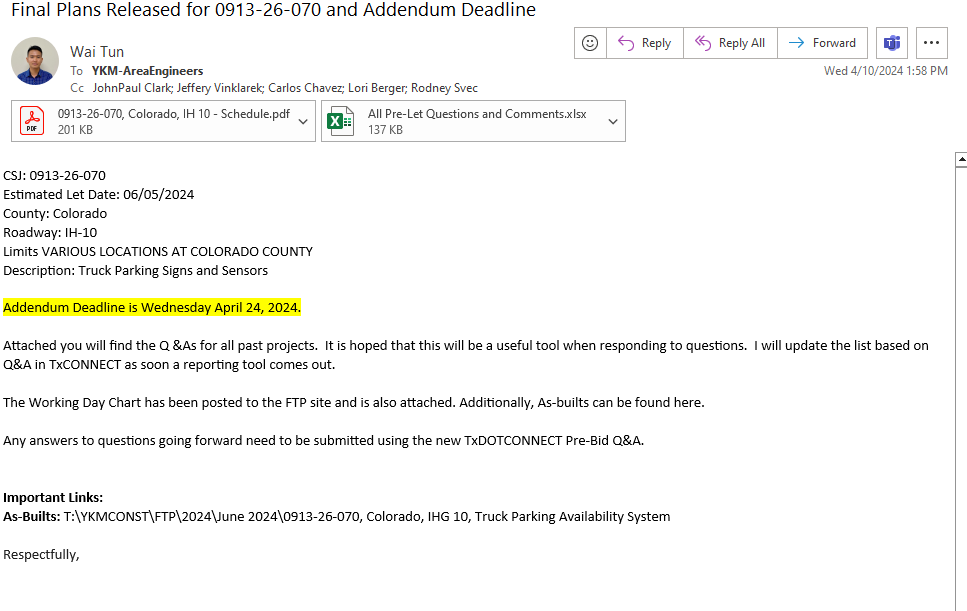 Final Plans Released for 0913-26-070 and Addendum Deadline
Wai Tun
To YKM-AreaEngineers
Cc JohnPaul Clark; Jeffery Vinklarek; Carlos Chavez; Lori Berger; Rodney Svec
Reply
Reply All
Forward
Wed 4/10/2024 1:58 PM
PDF
0913-26-070, Colorado, IH 10 - Schedule.pdf
201 KB
All Pre-Let Questions and Comments.xlsx
137 KB
CSJ: 0913-26-070
Estimated Let Date: 06/05/2024
County: Colorado
Roadway: IH-10
Limits VARIOUS LOCATIONS AT COLORADO COUNTY
Description: Truck Parking Signs and Sensors
Addendum Deadline is Wednesday April 24, 2024.
Attached you will find the Q &As for all past projects.  It is hoped that this will be a useful tool when responding to questions.  I will update the list based on
Q&A in TxCONNECT as soon a reporting tool comes out.
The Working Day Chart has been posted to the FTP site and is also attached. Additionally, As-builts can be found here.
Any answers to questions going forward need to be submitted using the new TxDOTCONNECT Pre-Bid Q&A.
Important Links:
As-Builts: T:\YKMCONST\FTP\2024\June 2024\0913-26-070, Colorado, IHG 10, Truck Parking Availability System
Respectfully,